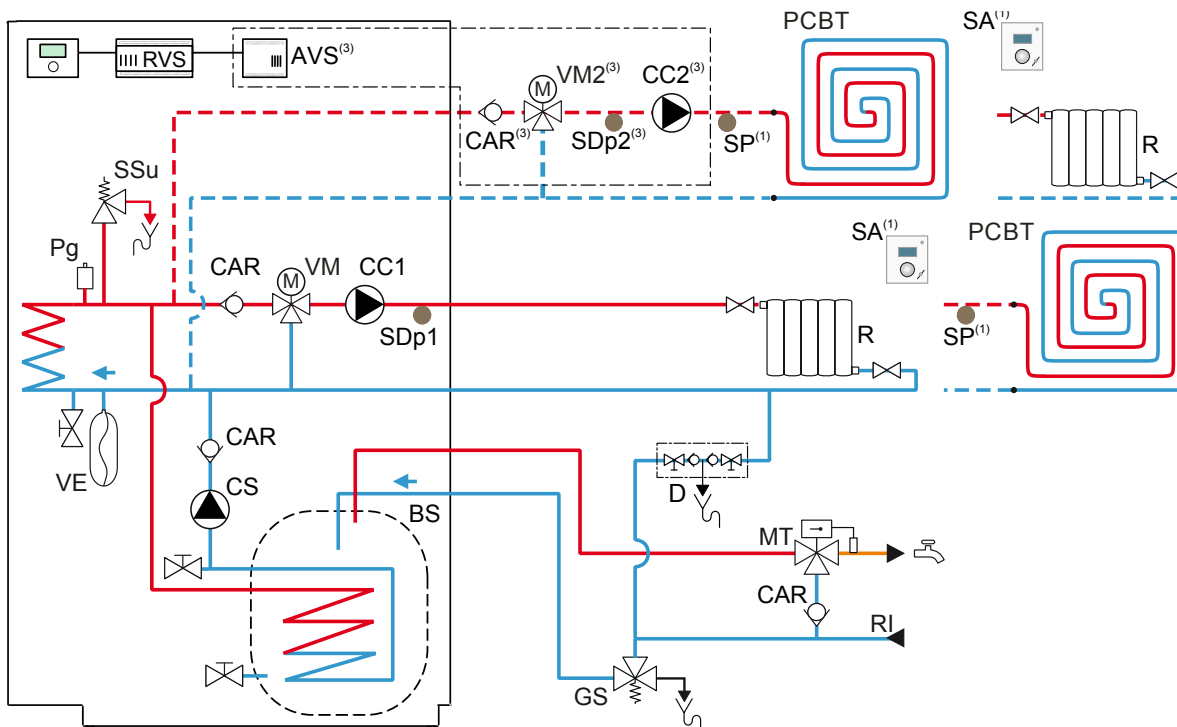 PCBT
SA(1)
RVS
AVS(3)
VM2(3)
CC2(3)
M
CAR(3)
SDp2(3)
SP(1)
R
SSu
Pg
CAR
VM
CC1
SA(1)
PCBT
M
SDp1
R
SP(1)
CAR
VE
CS
BS
D
MT
CAR
RI
GS